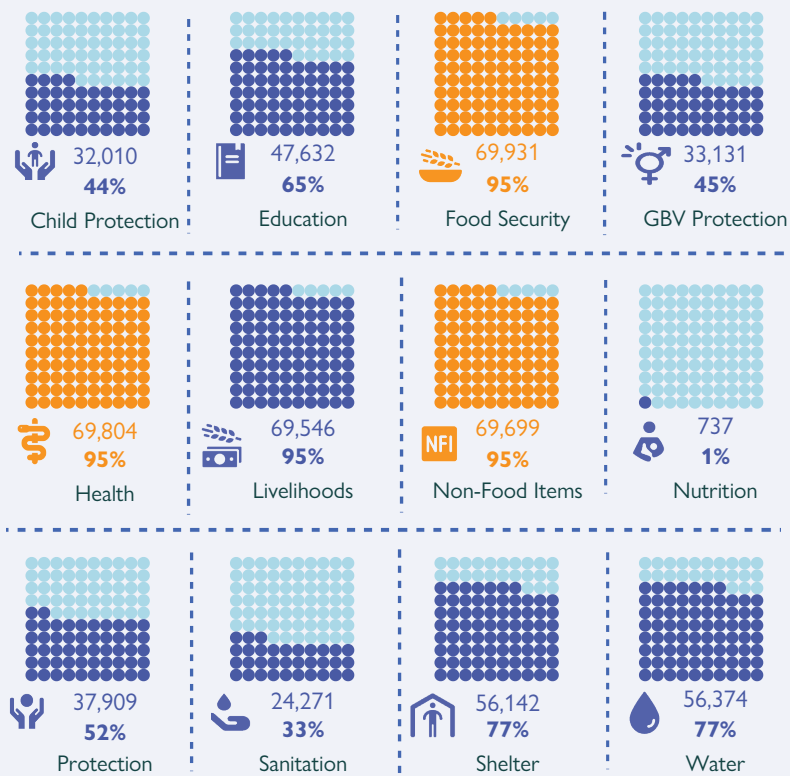 32,010
44%
Child Protection
47,632
65%
Education
69,931
95%
Food Security
33,131
45%
GBV Protection
69,804
95%
Health
69,546
95%
Livelihoods
NFI
69,699
95%
Non-Food Items
737
1%
Nutrition
37,909
52%
Protection
24,271
33%
Sanitation
56,142
77%
Shelter
56,374
77%
Water